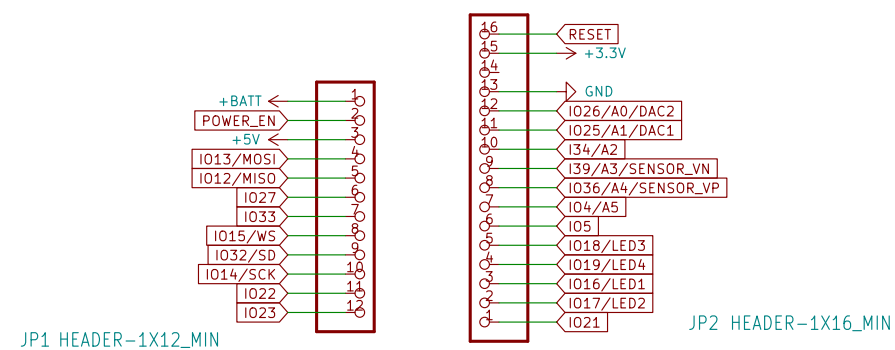 1 +BATT
2 POWER_EN
3 +5V
4 IO13/MOSI
5 IO12/MISO
6 IO27
7 IO33
8 IO15/WS
9 IO32/SD
10 IO14/SCK
11 IO22
12 IO23
JP1 HEADER-1X12_MIN
16 RESET
15 +3.3V
14
13 GND
12 IO26/A0/DAC2
11 IO25/A1/DAC1
10 I34/A2
9 I39/A3/SENSOR_VN
8 IO36/A4/SENSOR_VP
7 IO4/A5
6 IO5
5 IO18/LED3
4 IO19/LED4
3 IO16/LED1
2 IO17/LED2
1 IO21
JP2 HEADER-1X16_MIN